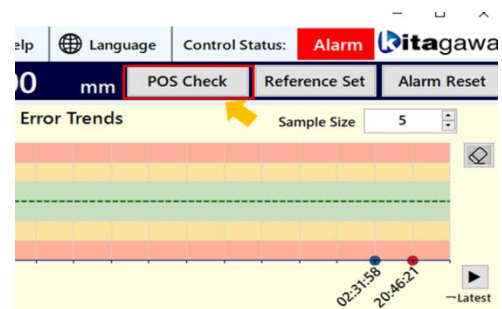 elp Language Control Status: Alarm kitagawa
00 mm POS Check Reference Set Alarm Reset
Error Trends Sample Size 5
02:31:58 20:46:21
Latest